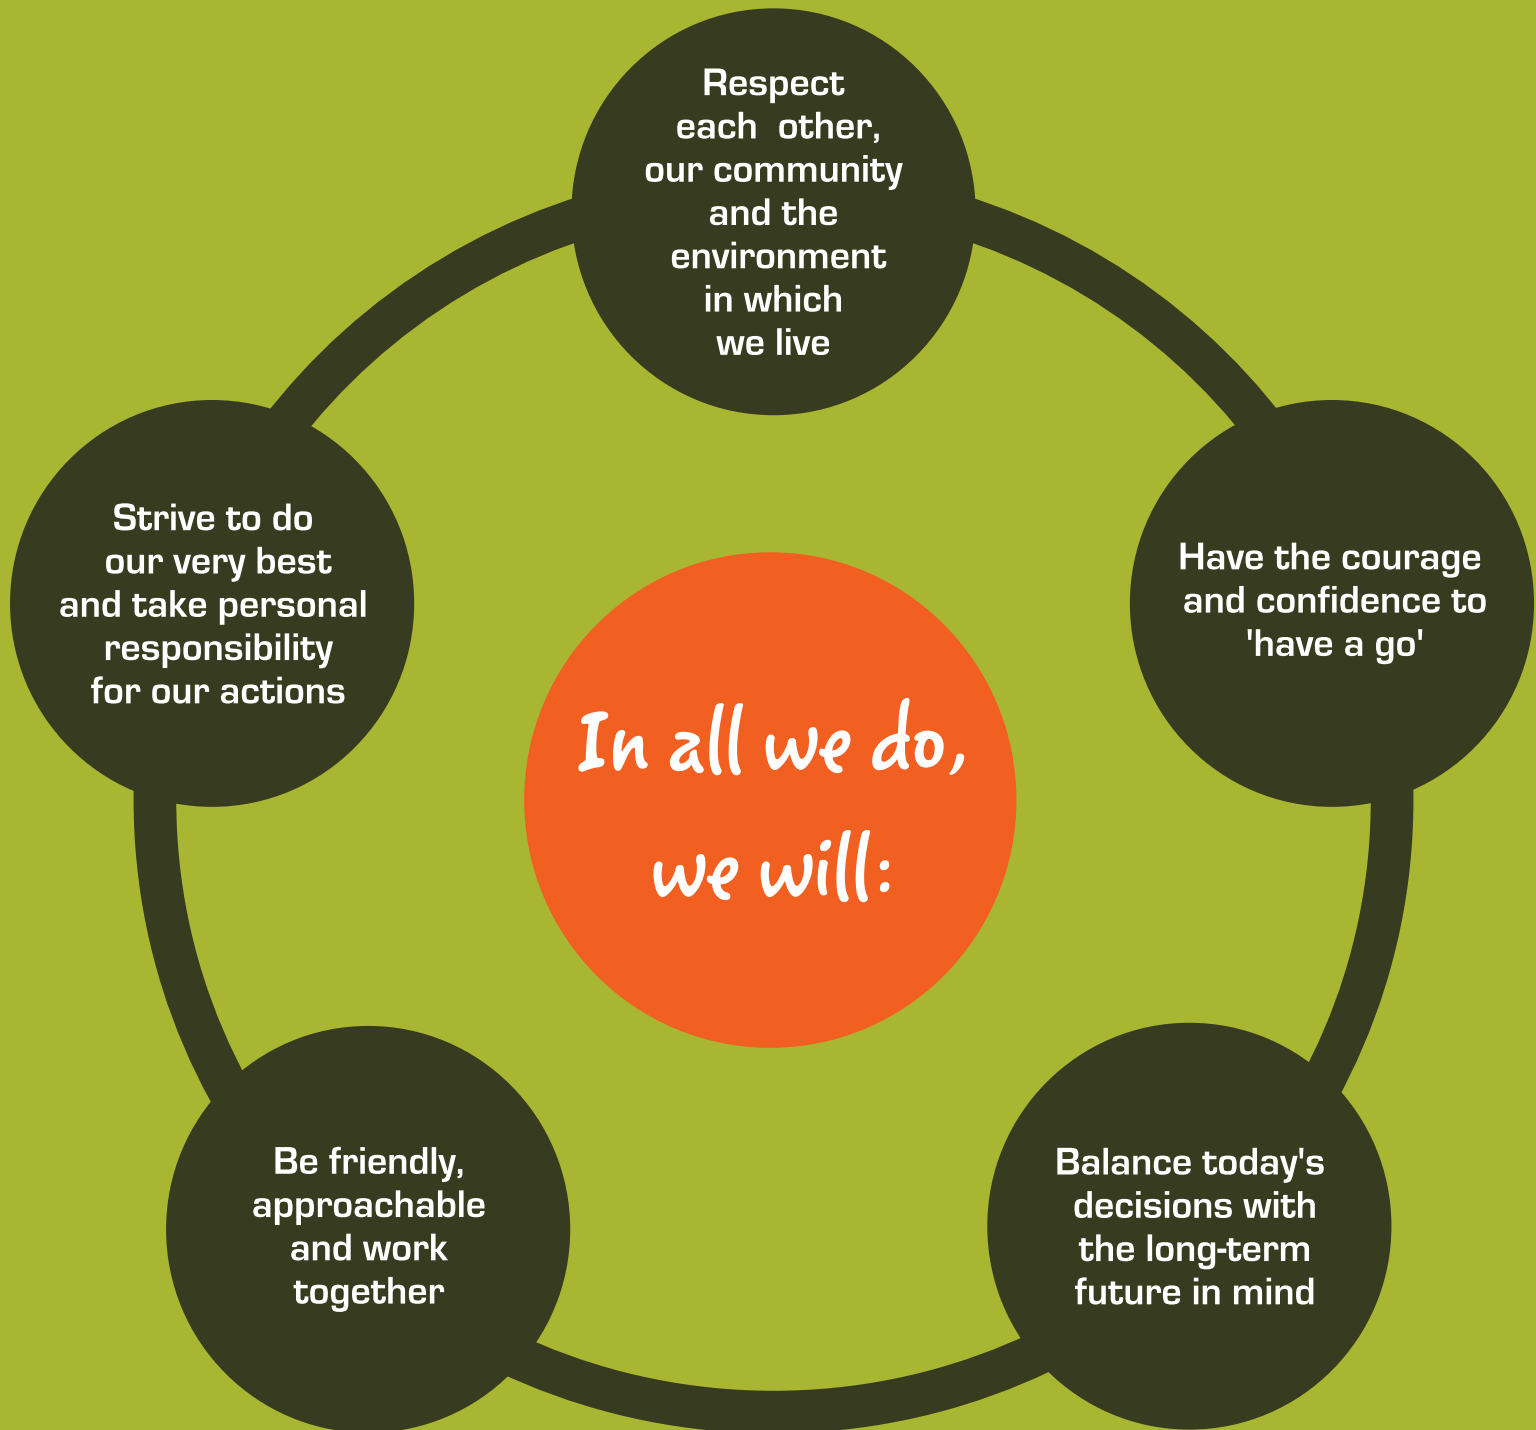 Respect
each other,
our community
and the
environment
in which
we live
Strive to do
our very best
and take personal
responsibility
for our actions
Have the courage
and confidence to
'have a go'
In all we do,
we will:
Be friendly,
approachable
and work
together
Balance today's
decisions with
the long-term
future in mind